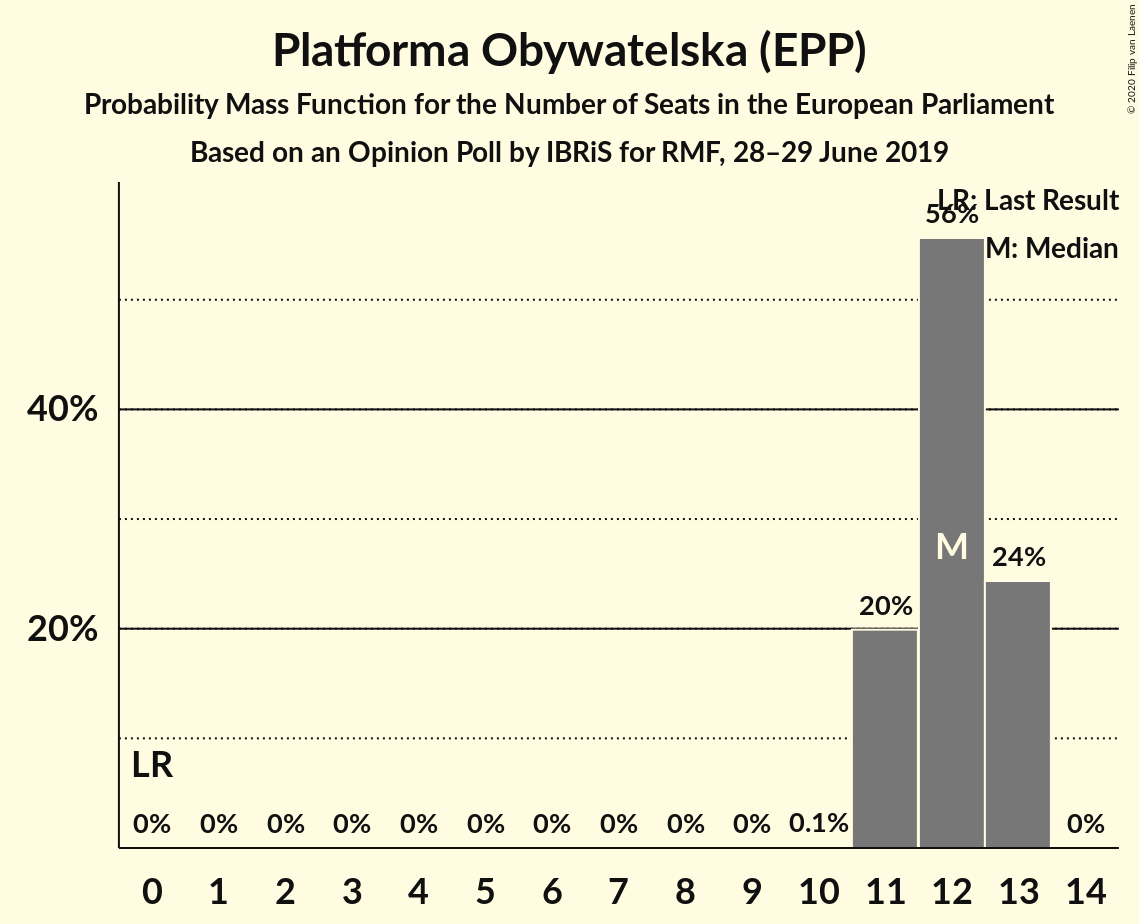 Platforma Obywatelska (EPP)
Probability Mass Function for the Number of Seats in the European Parliament
Based on an Opinion Poll by IBRiS for RMF, 28–29 June 2019
© 2020 Filip van Laenen
LR: Last Result
M: Median
56%
40%
M
24%
20%
20%
LR
0% 0% 0% 0% 0% 0% 0% 0% 0% 0% 0.1% 0%
0 1 2 3 4 5 6 7 8 9 10 11 12 13 14